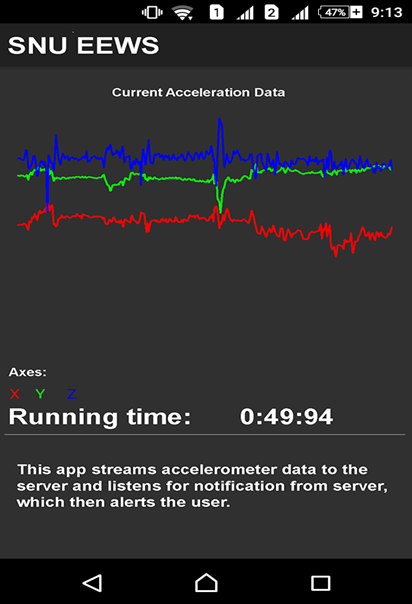 1 2 47% 9:13
SNU EEWS
Current Acceleration Data
Axes:
X Y Z
Running time: 0:49:94
This app streams accelerometer data to the
server and listens for notification from server,
which then alerts the user.